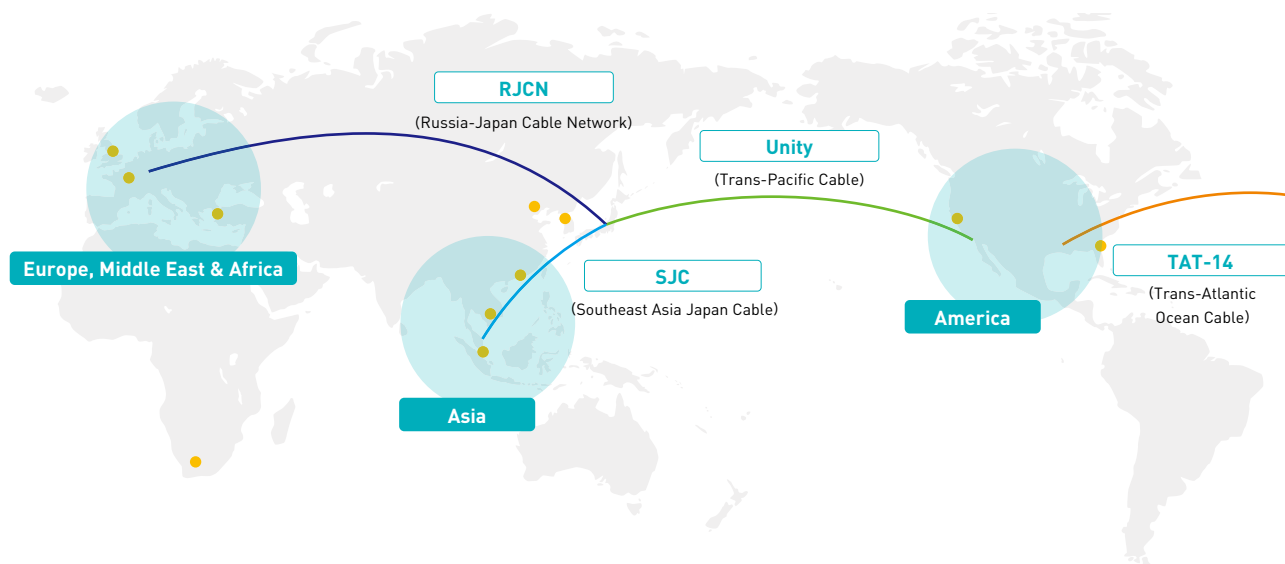 RJCN
(Russia-Japan Cable Network)
Unity
(Trans-Pacific Cable)
Europe, Middle East & Africa
SJC
(Southeast Asia Japan Cable)
TAT-14
(Trans-Atlantic
Ocean Cable)
America
Asia